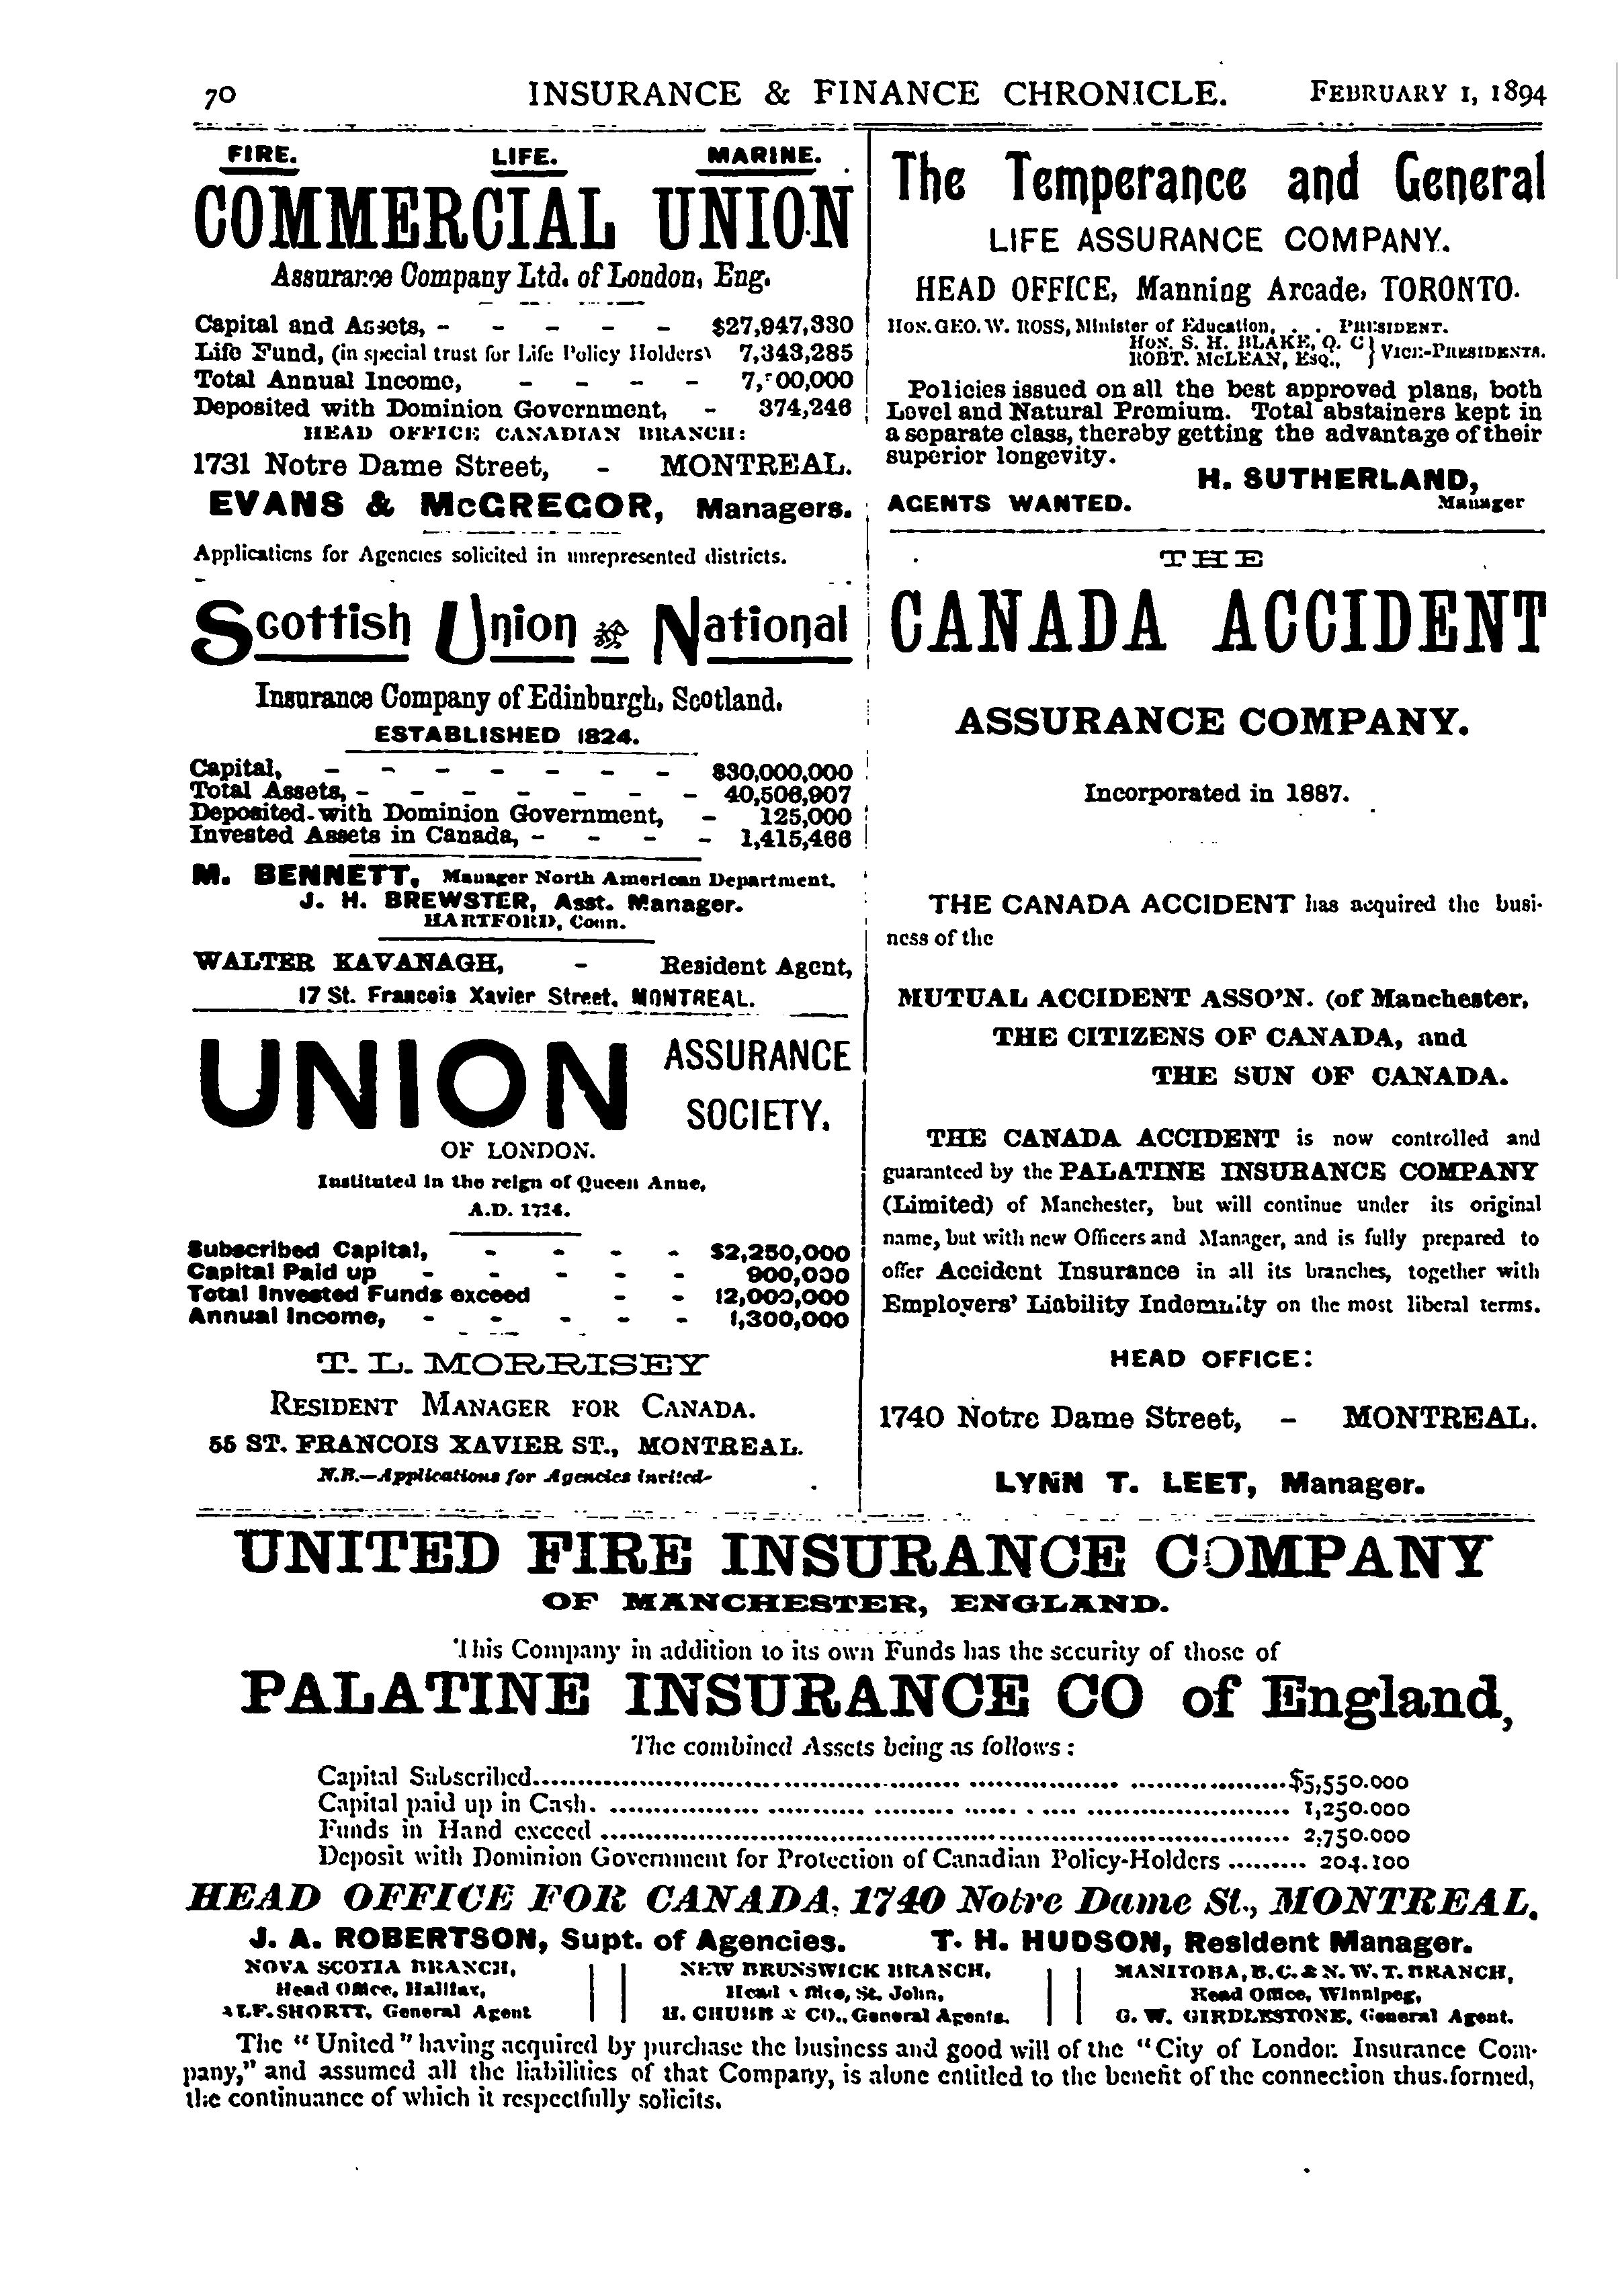 70 INSURANCE & FINANCE CHRONICLE. FEBRUARY 1, 1894
FIRE. LIFE. MARINE.
COMMERCIAL UNION
Assurance Company Ltd. of London, Eng.
Capital and Assets, - - - - - $27,947,330
Life Fund, (in special trust for Life Policy Holders) 7,343,285
Total Annual Income, - - - - 7,
Deposited with Dominion Government, - 374,246
HEAD OFFICE CANADIAN BRANCH:
1731 Notre Dame Street, - MONTREAL.
EVANS & McGREGOR, Managers.
Applications for Agencies solicited in unrepresented districts.
Scottish Union & National
Insurance Company of Edinburgh, Scotland.
ESTABLISHED 1824.
Capital, - - - - - - - $30,000,000
Total Assets, - - - - - - - 40,506,907
Deposited with Dominion Government, - 125,000
Invested Assets in Canada, - - - - 1,415,466
M. BENNETT, Manager North American Department.
J. H. BREWSTER, Asst. Manager.
HARTFORD, Conn.
WALTER KAVANAGH, - Resident Agent,
17 St. Francois Xavier Street, MONTREAL.
UNION ASSURANCE
SOCIETY.
OF LONDON.
Instituted in the reign of Queen Anne,
A.D. 1714.
Subscribed Capital, - - - - $2,250,000
Capital Paid up - - - - - 900,000
Total Invested Funds exceed - - 12,000,000
Annual Income, - - - - - 1,300,000
T. L. MORRISEY
RESIDENT MANAGER FOR CANADA.
55 ST. FRANCOIS XAVIER ST., MONTREAL.
N.B.—Applications for Agencies invited-
The Temperance and General
LIFE ASSURANCE COMPANY.
HEAD OFFICE, Manning Arcade, TORONTO.
HON. GEO. W. ROSS, Minister of Education, . . . PRESIDENT.
HON. S. H. BLAKE, Q. C
ROBT. McLEAN, ESQ., } VICE-PRESIDENTS.
Policies issued on all the best approved plans, both
Level and Natural Premium. Total abstainers kept in
a separate class, thereby getting the advantage of their
superior longevity.
H. SUTHERLAND,
AGENTS WANTED. Manager
THE
CANADA ACCIDENT
ASSURANCE COMPANY.
Incorporated in 1887.
THE CANADA ACCIDENT has acquired the busi-
ness of the
MUTUAL ACCIDENT ASSO'N. (of Manchester,
THE CITIZENS OF CANADA, and
THE SUN OF CANADA.
THE CANADA ACCIDENT is now controlled and
guaranteed by the PALATINE INSURANCE COMPANY
(Limited) of Manchester, but will continue under its original
name, but with new Officers and Manager, and is fully prepared to
offer Accident Insurance in all its branches, together with
Employers' Liability Indemnity on the most liberal terms.
HEAD OFFICE:
1740 Notre Dame Street, - MONTREAL.
LYNN T. LEET, Manager.
UNITED FIRE INSURANCE COMPANY
OF MANCHESTER, ENGLAND.
This Company in addition to its own Funds has the security of those of
PALATINE INSURANCE CO of England,
The combined Assets being as follows:
Capital Subscribed........ $5,550.000
Capital paid up in Cash. ........ 1,250.000
Funds in Hand exceed ........ 2,750.000
Deposit with Dominion Government for Protection of Canadian Policy-Holders ......... 204.100
HEAD OFFICE FOR CANADA, 1740 Notre Dame St., MONTREAL.
J. A. ROBERTSON, Supt. of Agencies. T. H. HUDSON, Resident Manager.
NOVA SCOTIA BRANCH,
Head Office, Halifax,
ALF. SHORTT, General Agent
NEW BRUNSWICK BRANCH,
Head Office, St. John,
H. CHUBB & CO., General Agents.
MANITOBA, B.C. & N.W.T. BRANCH,
Head Office, Winnipeg,
G. W. GIRDLESTONE, General Agent.
The "United" having acquired by purchase the business and good will of the "City of London Insurance Com-
pany," and assumed all the liabilities of that Company, is alone entitled to the benefit of the connection thus.formed,
the continuance of which it respectfully solicits.